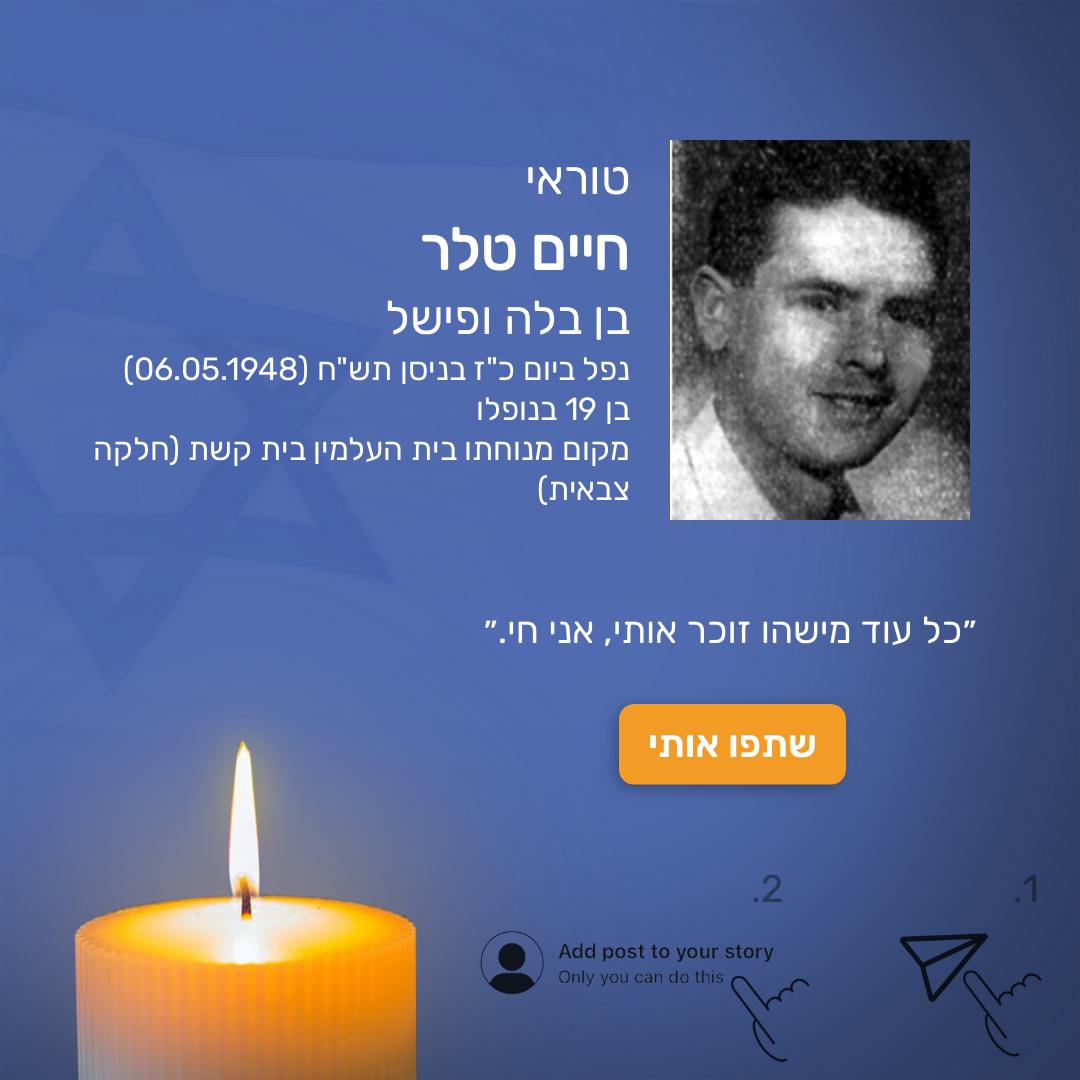 טוראי
חיים טלר
בן בלה ופישל
נפל ביום כ"ז בניסן תש"ח (06.05.1948)
בן 19 בנופלו
מקום מנוחתו בית העלמין בית קשת (חלקה
צבאית)
״כל עוד מישהו זוכר אותי, אני חי.״
שתפו אותי
1.
2.
Add post to your story
Only you can do this